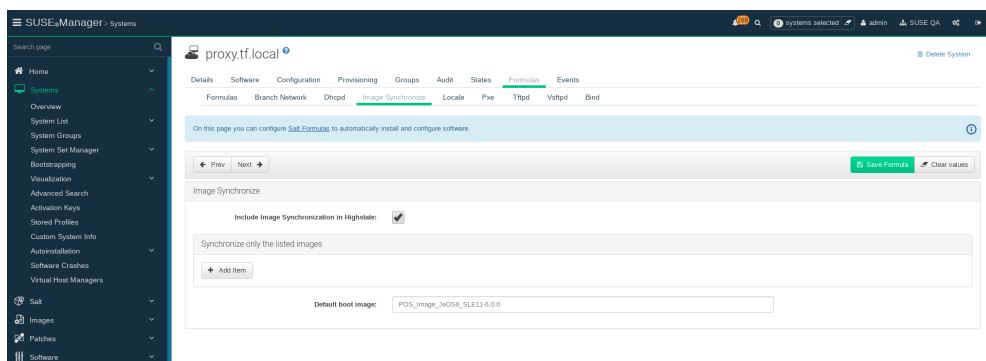 SUSE Manager > Systems
0 systems selected admin SUSE QA
Search page
Home
Systems
Overview
System List
System Groups
System Set Manager
Bootstrapping
Visualization
Advanced Search
Activation Keys
Stored Profiles
Custom System Info
Autoinstallation
Software Crashes
Virtual Host Managers
Salt
Images
Patches
Software
proxy.tf.local ?
Delete System
Details Software Configuration Provisioning Groups Audit States Formulas Events
Formulas Branch Network Dhcpd Image Synchronize Locale Pxe Tftpd Vsftpd Bind
On this page you can configure Salt Formulas to automatically install and configure software.
Prev Next Save Formula Clear values
Image Synchronize
Include Image Synchronization in Highstate:
Synchronize only the listed images
+ Add Item
Default boot image: POS_Image_JeOS6_SLE11-6.0.0